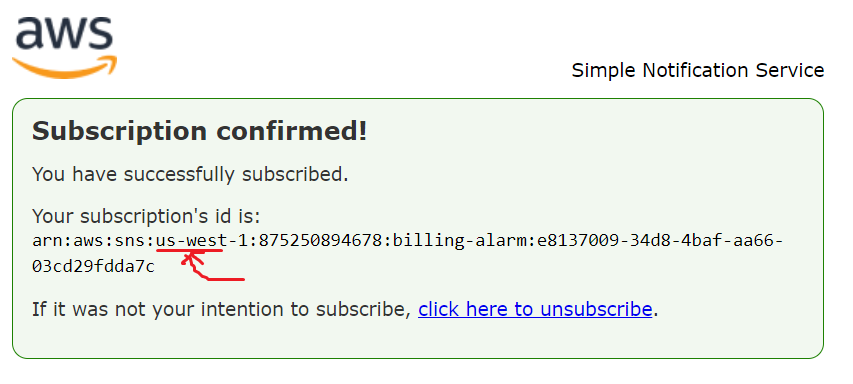 aws
Simple Notification Service
Subscription confirmed!
You have successfully subscribed.
Your subscription's id is:
arn:aws:sns:us-west-1:875250894678:billing-alarm:e8137009-34d8-4baf-aa66-
03cd29fdda7c
If it was not your intention to subscribe, click here to unsubscribe.